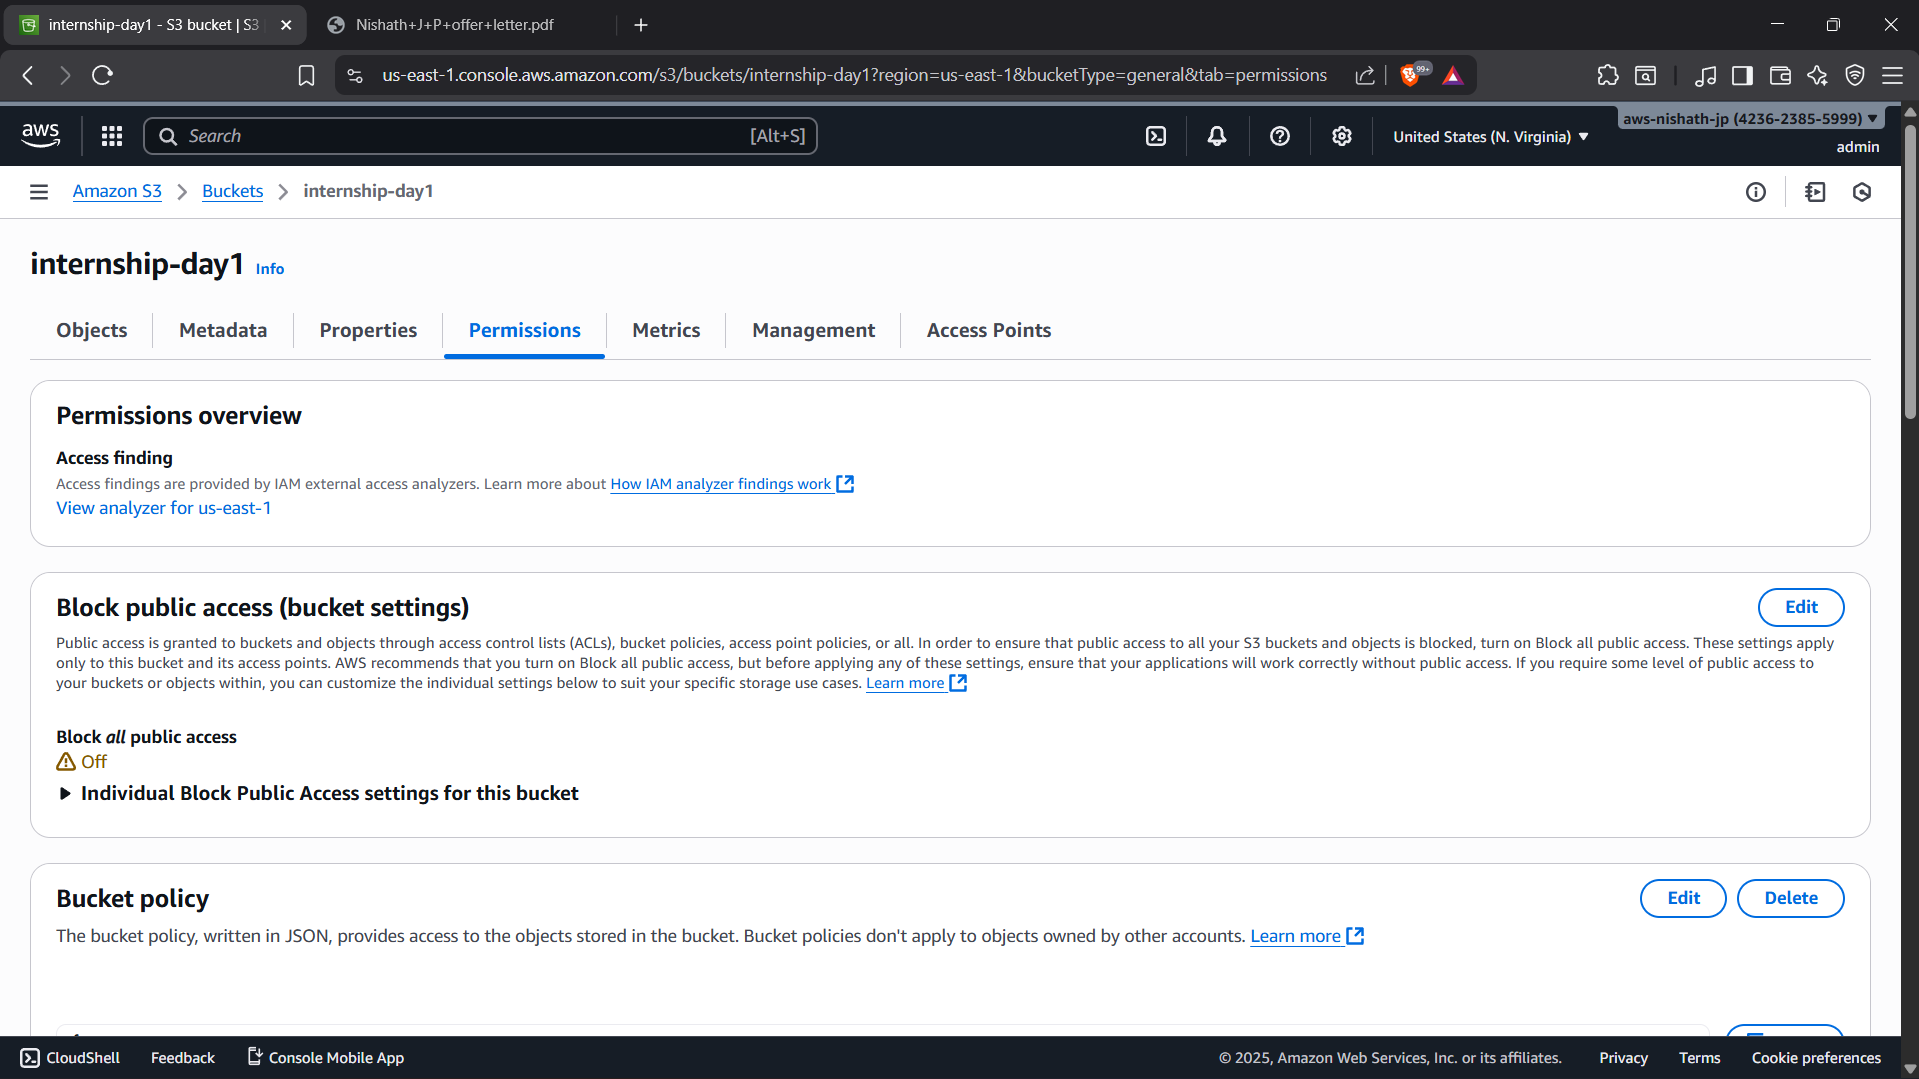 internship-day1 - S3 bucket | S3
Nishath+J+P+offer+letter.pdf
us-east-1.console.aws.amazon.com/s3/buckets/internship-day1?region=us-east-1&bucketType=general&tab=permissions
99+
aws
Search
[Alt+S]
United States (N. Virginia)
aws-nishath-jp (4236-2385-5999)
admin
Amazon S3
Buckets
internship-day1
internship-day1 Info
Objects
Metadata
Properties
Permissions
Metrics
Management
Access Points
Permissions overview
Access finding
Access findings are provided by IAM external access analyzers. Learn more about How IAM analyzer findings work
View analyzer for us-east-1
Block public access (bucket settings)
Edit
Public access is granted to buckets and objects through access control lists (ACLs), bucket policies, access point policies, or all. In order to ensure that public access to all your S3 buckets and objects is blocked, turn on Block all public access. These settings apply
only to this bucket and its access points. AWS recommends that you turn on Block all public access, but before applying any of these settings, ensure that your applications will work correctly without public access. If you require some level of public access to
your buckets or objects within, you can customize the individual settings below to suit your specific storage use cases. Learn more
Block all public access
Off
Individual Block Public Access settings for this bucket
Bucket policy
Edit
Delete
The bucket policy, written in JSON, provides access to the objects stored in the bucket. Bucket policies don't apply to objects owned by other accounts. Learn more
CloudShell
Feedback
Console Mobile App
© 2025, Amazon Web Services, Inc. or its affiliates.
Privacy
Terms
Cookie preferences